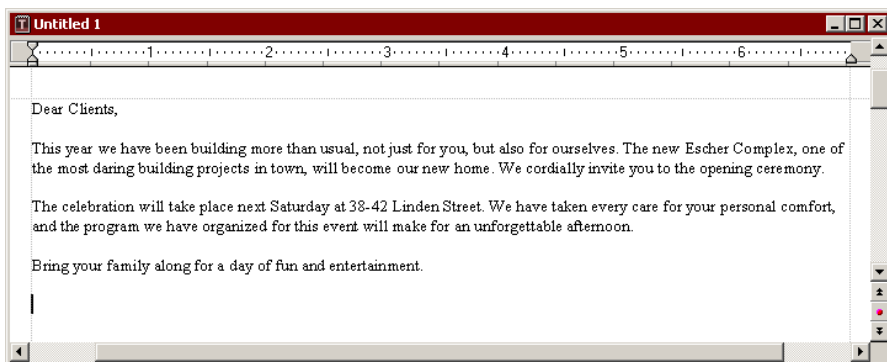 Untitled 1
1 2 3 4 5 6
Dear Clients,
This year we have been building more than usual, not just for you, but also for ourselves. The new Escher Complex, one of
the most daring building projects in town, will become our new home. We cordially invite you to the opening ceremony.
The celebration will take place next Saturday at 38-42 Linden Street. We have taken every care for your personal comfort,
and the program we have organized for this event will make for an unforgettable afternoon.
Bring your family along for a day of fun and entertainment.